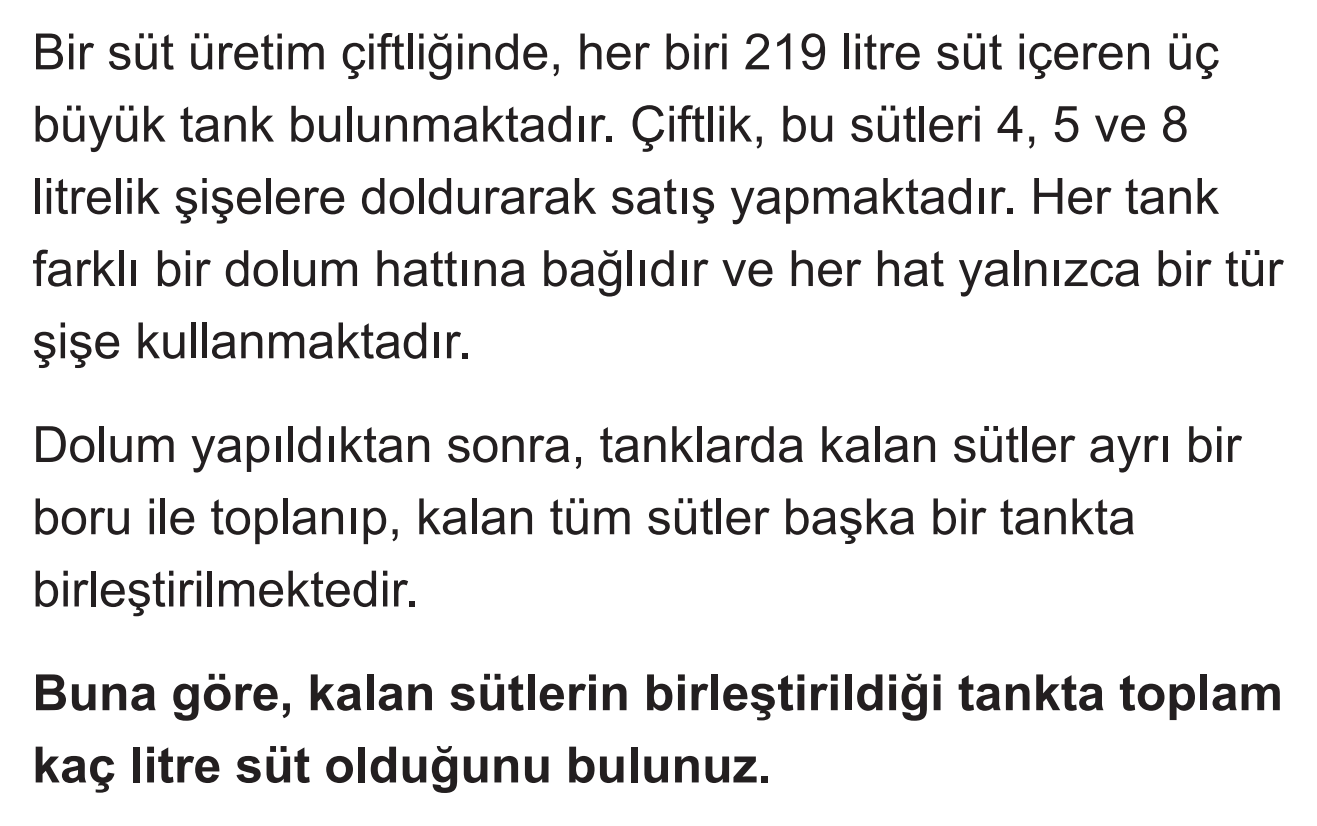 Bir süt üretim çiftliğinde, her biri 219 litre süt içeren üç
büyük tank bulunmaktadır. Çiftlik, bu sütleri 4, 5 ve 8
litrelik şişelere doldurarak satış yapmaktadır. Her tank
farklı bir dolum hattına bağlıdır ve her hat yalnızca bir tür
şişe kullanmaktadır.
Dolum yapıldıktan sonra, tanklarda kalan sütler ayrı bir
boru ile toplanıp, kalan tüm sütler başka bir tankta
birleştirilmektedir.
Buna göre, kalan sütlerin birleştirildiği tankta toplam
kaç litre süt olduğunu bulunuz.